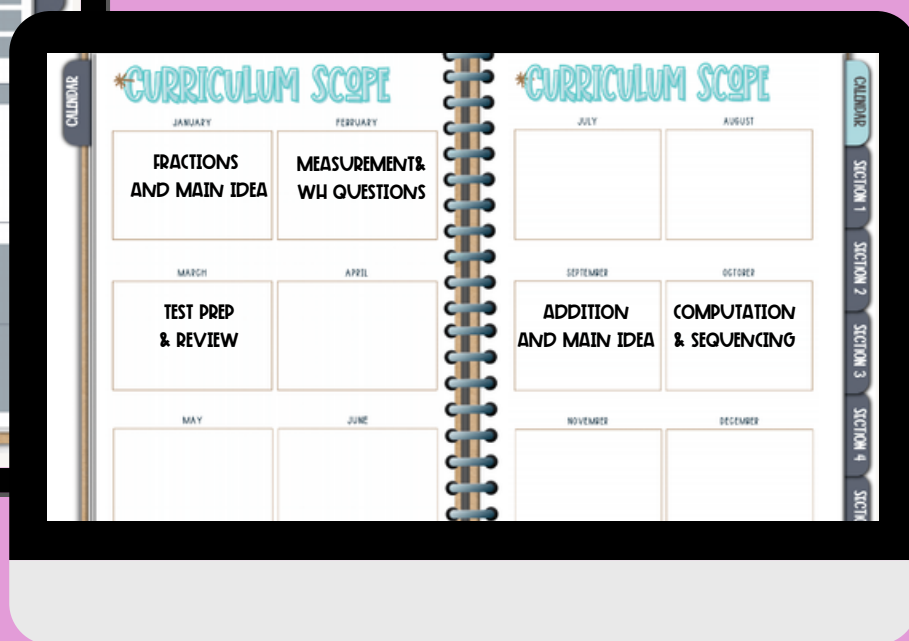 CALENDAR
CURRICULUM SCOPE
JANUARY
FEBRUARY
FRACTIONS
AND MAIN IDEA
MEASUREMENT&
WH QUESTIONS
MARCH
APRIL
TEST PREP
& REVIEW
MAY
JUNE
CURRICULUM SCOPE
JULY
AUGUST
SEPTEMBER
OCTOBER
ADDITION
AND MAIN IDEA
COMPUTATION
& SEQUENCING
NOVEMBER
DECEMBER
CALENDAR
SECTION 1
SECTION 2
SECTION 3
SECTION 4